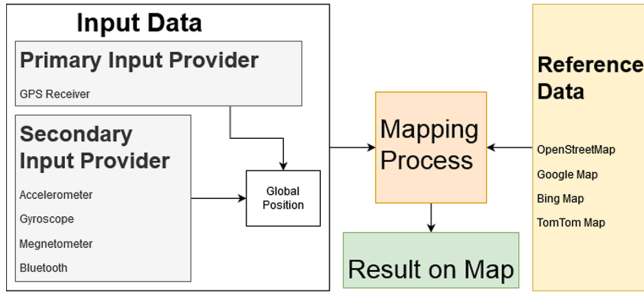 Input Data
Primary Input Provider
GPS Receiver
Secondary
Input Provider
Accelerometer
Gyroscope
Megnetometer
Bluetooth
Global
Position
Mapping
Process
Result on Map
Reference
Data
OpenStreetMap
Google Map
Bing Map
TomTom Map